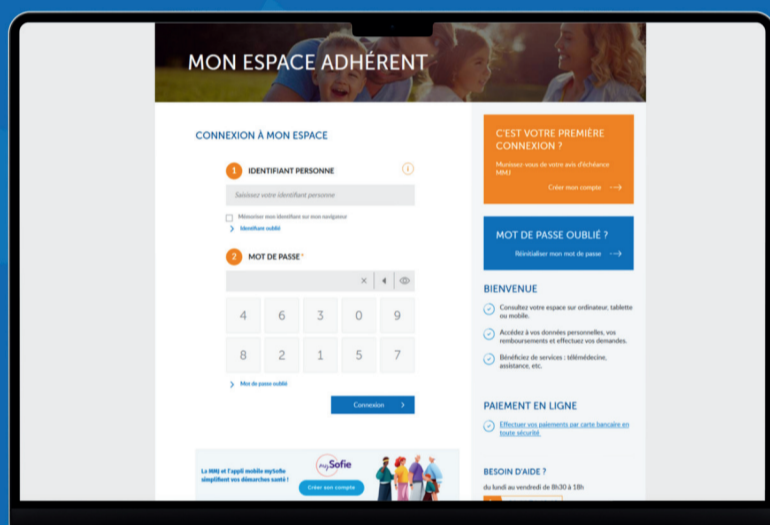 MON ESPACE ADHÉRENT
CONNEXION À MON ESPACE
1 IDENTIFIANT PERSONNE
i
Saisissez votre identifiant personne
Mémoriser mon identifiant sur mon navigateur
Identifiant oublié
2 MOT DE PASSE*
4 6 3 0 9
8 2 1 5 7
Mot de passe oublié
Connexion
La MMJ et l'appli mobile mySofie
simplifient vos démarches santé !
mySofie
Créer son compte
C'EST VOTRE PREMIÈRE
CONNEXION ?
Munissez-vous de votre avis d'échéance
MMJ
Créer mon compte
MOT DE PASSE OUBLIÉ ?
Réinitialiser mon mot de passe
BIENVENUE
Consultez votre espace sur ordinateur, tablette
ou mobile.
Accédez à vos données personnelles, vos
remboursements et effectuez vos demandes.
Bénéficiez de services : télémédecine,
assistance, etc.
PAIEMENT EN LIGNE
Effectuer vos paiements par carte bancaire en
toute sécurité.
BESOIN D'AIDE ?
du lundi au vendredi de 8h30 à 18h